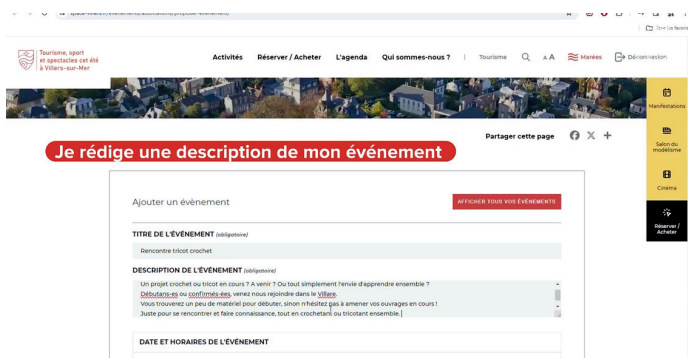 Tous les favoris
Tourisme, sport
et spectacles cet été
à Villers-sur-Mer
Activités
Réserver / Acheter
L'agenda
Qui sommes-nous ?
Tourisme
A A
Marées
Déconnexion
Manifestations
Partager cette page
Salon du
modélisme
Je rédige une description de mon événement
Cinéma
Réserver /
Acheter
Ajouter un évènement
AFFICHER TOUS VOS ÉVÉNEMENTS
TITRE DE L'ÉVÉNEMENT (obligatoire)
Rencontre tricot crochet
DESCRIPTION DE L'ÉVÉNEMENT (obligatoire)
Un projet crochet ou tricot en cours ? A venir ? Ou tout simplement l'envie d'apprendre ensemble ?
Débutans-es ou confirmés-ées, venez nous rejoindre dans le Villare.
Vous trouverez un peu de matériel pour débuter, sinon n'hésitez pas à amener vos ouvrages en cours !
Juste pour se rencontrer et faire connaissance, tout en crochetant ou tricotant ensemble.
DATE ET HORAIRES DE L'ÉVÉNEMENT